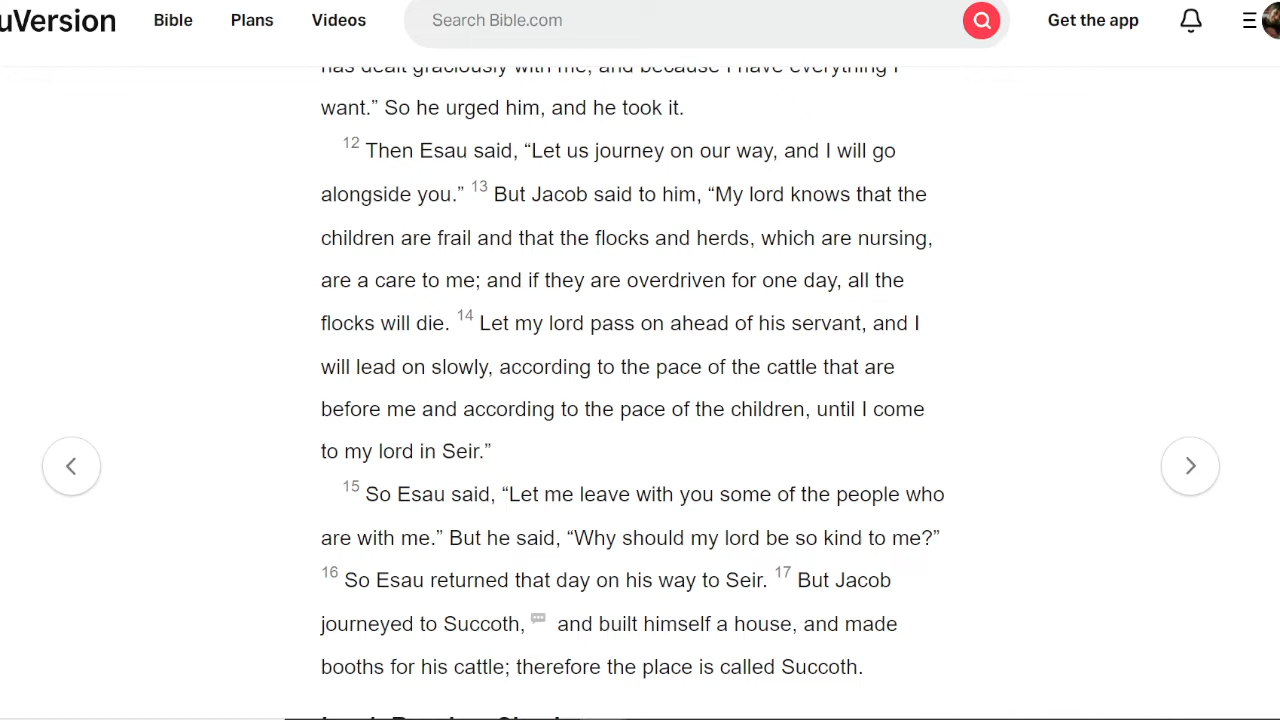 uVersion Bible Plans Videos Search Bible.com Get the app
has dealt graciously with me, and because I have everything I
want.” So he urged him, and he took it.
12 Then Esau said, “Let us journey on our way, and I will go
alongside you.” 13 But Jacob said to him, “My lord knows that the
children are frail and that the flocks and herds, which are nursing,
are a care to me; and if they are overdriven for one day, all the
flocks will die. 14 Let my lord pass on ahead of his servant, and I
will lead on slowly, according to the pace of the cattle that are
before me and according to the pace of the children, until I come
to my lord in Seir.”
15 So Esau said, “Let me leave with you some of the people who
are with me.” But he said, “Why should my lord be so kind to me?”
16 So Esau returned that day on his way to Seir. 17 But Jacob
journeyed to Succoth, and built himself a house, and made
booths for his cattle; therefore the place is called Succoth.